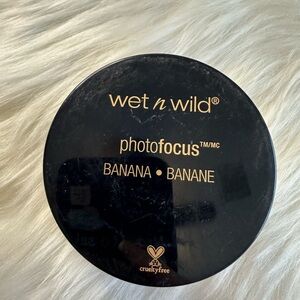 wet n wild®
photofocus™/MC
BANANA • BANANE
crueltyfree